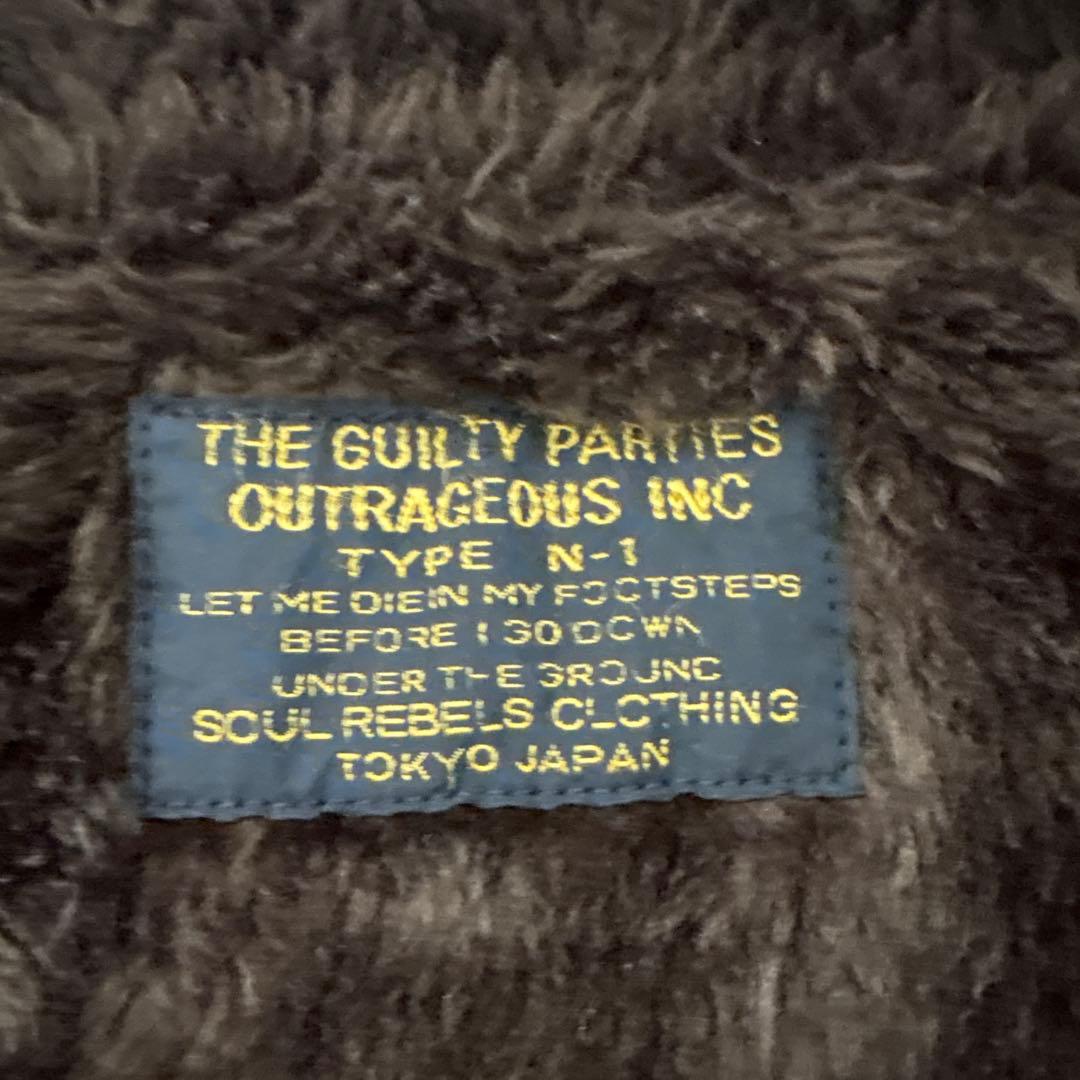 THE GUILTY PARTIES
OUTRAGEOUS INC
TYPE N-1
LET ME DIE IN MY FOOTSTEPS
BEFORE I GO DOWN
UNDER THE GROUND
SOUL REBELS CLOTHING
TOKYO JAPAN